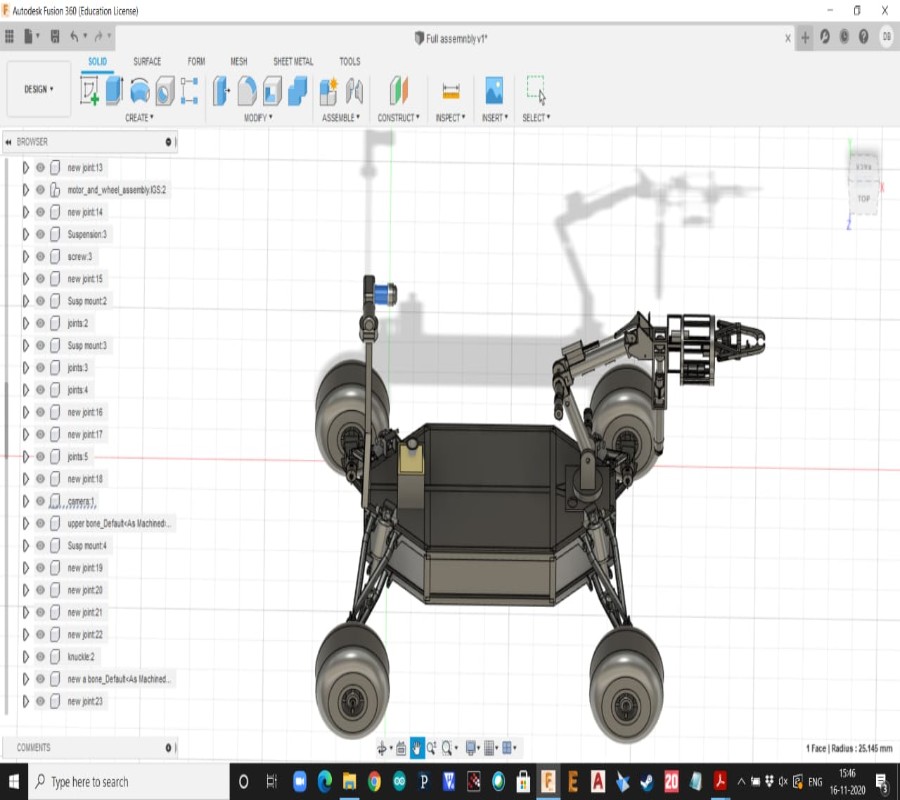 Autodesk Fusion 360 (Education License)
Full assemnbly v1*
DB
SOLID SURFACE FORM MESH SHEET METAL TOOLS
DESIGN
CREATE MODIFY ASSEMBLE CONSTRUCT INSPECT INSERT SELECT
BROWSER
new joint:13
motor_and_wheel_assembly.IGS:2
new joint:14
Suspension:3
screw:3
new joint:15
Susp mount:2
joints:2
Susp mount:3
joints:3
joints:4
new joint:16
new joint:17
joints:5
new joint:18
camera:1
upper bone_Default<As Machined>...
Susp mount:4
new joint:19
new joint:20
new joint:21
new joint:22
knuckle:2
new a bone_Default<As Machined...
new joint:23
BACK
TOP
Z
COMMENTS
1 Face | Radius : 25.145 mm
Type here to search
20
ENG
15:46
16-11-2020
3